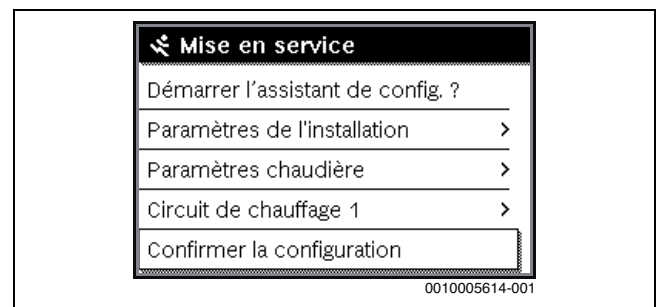 Mise en service
Démarrer l'assistant de config. ?
Paramètres de l'installation >
Paramètres chaudière >
Circuit de chauffage 1 >
Confirmer la configuration
0010005614-001